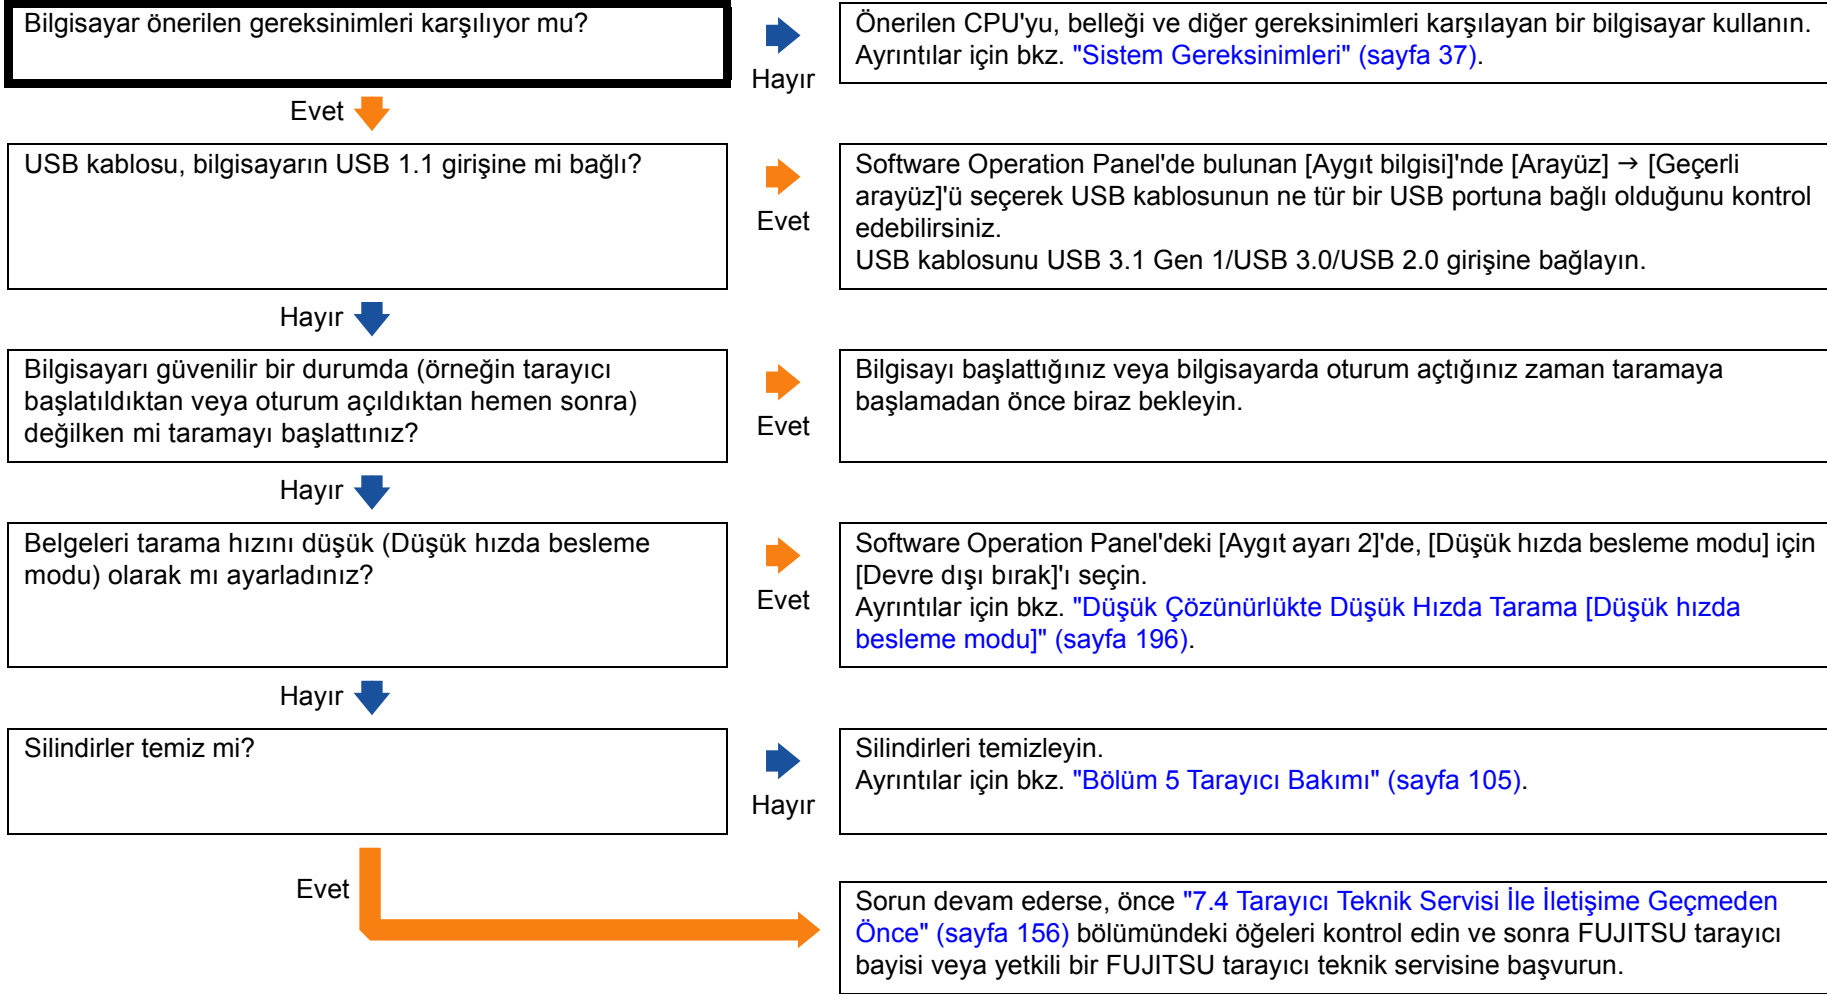 Bilgisayar önerilen gereksinimleri karşılıyor mu?
Hayır
Önerilen CPU'yu, belleği ve diğer gereksinimleri karşılayan bir bilgisayar kullanın.
Ayrıntılar için bkz. "Sistem Gereksinimleri" (sayfa 37).
Evet
USB kablosu, bilgisayarın USB 1.1 girişine mi bağlı?
Evet
Software Operation Panel'de bulunan [Aygıt bilgisi]'nde [Arayüz] → [Geçerli
arayüz]'ü seçerek USB kablosunun ne tür bir USB portuna bağlı olduğunu kontrol
edebilirsiniz.
USB kablosunu USB 3.1 Gen 1/USB 3.0/USB 2.0 girişine bağlayın.
Hayır
Bilgisayarı güvenilir bir durumda (örneğin tarayıcı
başlatıldıktan veya oturum açıldıktan hemen sonra)
değilken mi taramayı başlattınız?
Evet
Bilgisayı başlattığınız veya bilgisayarda oturum açtığınız zaman taramaya
başlamadan önce biraz bekleyin.
Hayır
Belgeleri tarama hızını düşük (Düşük hızda besleme
modu) olarak mı ayarladınız?
Evet
Software Operation Panel'deki [Aygıt ayarı 2]'de, [Düşük hızda besleme modu] için
[Devre dışı bırak]'ı seçin.
Ayrıntılar için bkz. "Düşük Çözünürlükte Düşük Hızda Tarama [Düşük hızda
besleme modu]" (sayfa 196).
Hayır
Silindirler temiz mi?
Hayır
Silindirleri temizleyin.
Ayrıntılar için bkz. "Bölüm 5 Tarayıcı Bakımı" (sayfa 105).
Evet
Sorun devam ederse, önce "7.4 Tarayıcı Teknik Servisi İle İletişime Geçmeden
Önce" (sayfa 156) bölümündeki öğeleri kontrol edin ve sonra FUJITSU tarayıcı
bayisi veya yetkili bir FUJITSU tarayıcı teknik servisine başvurun.